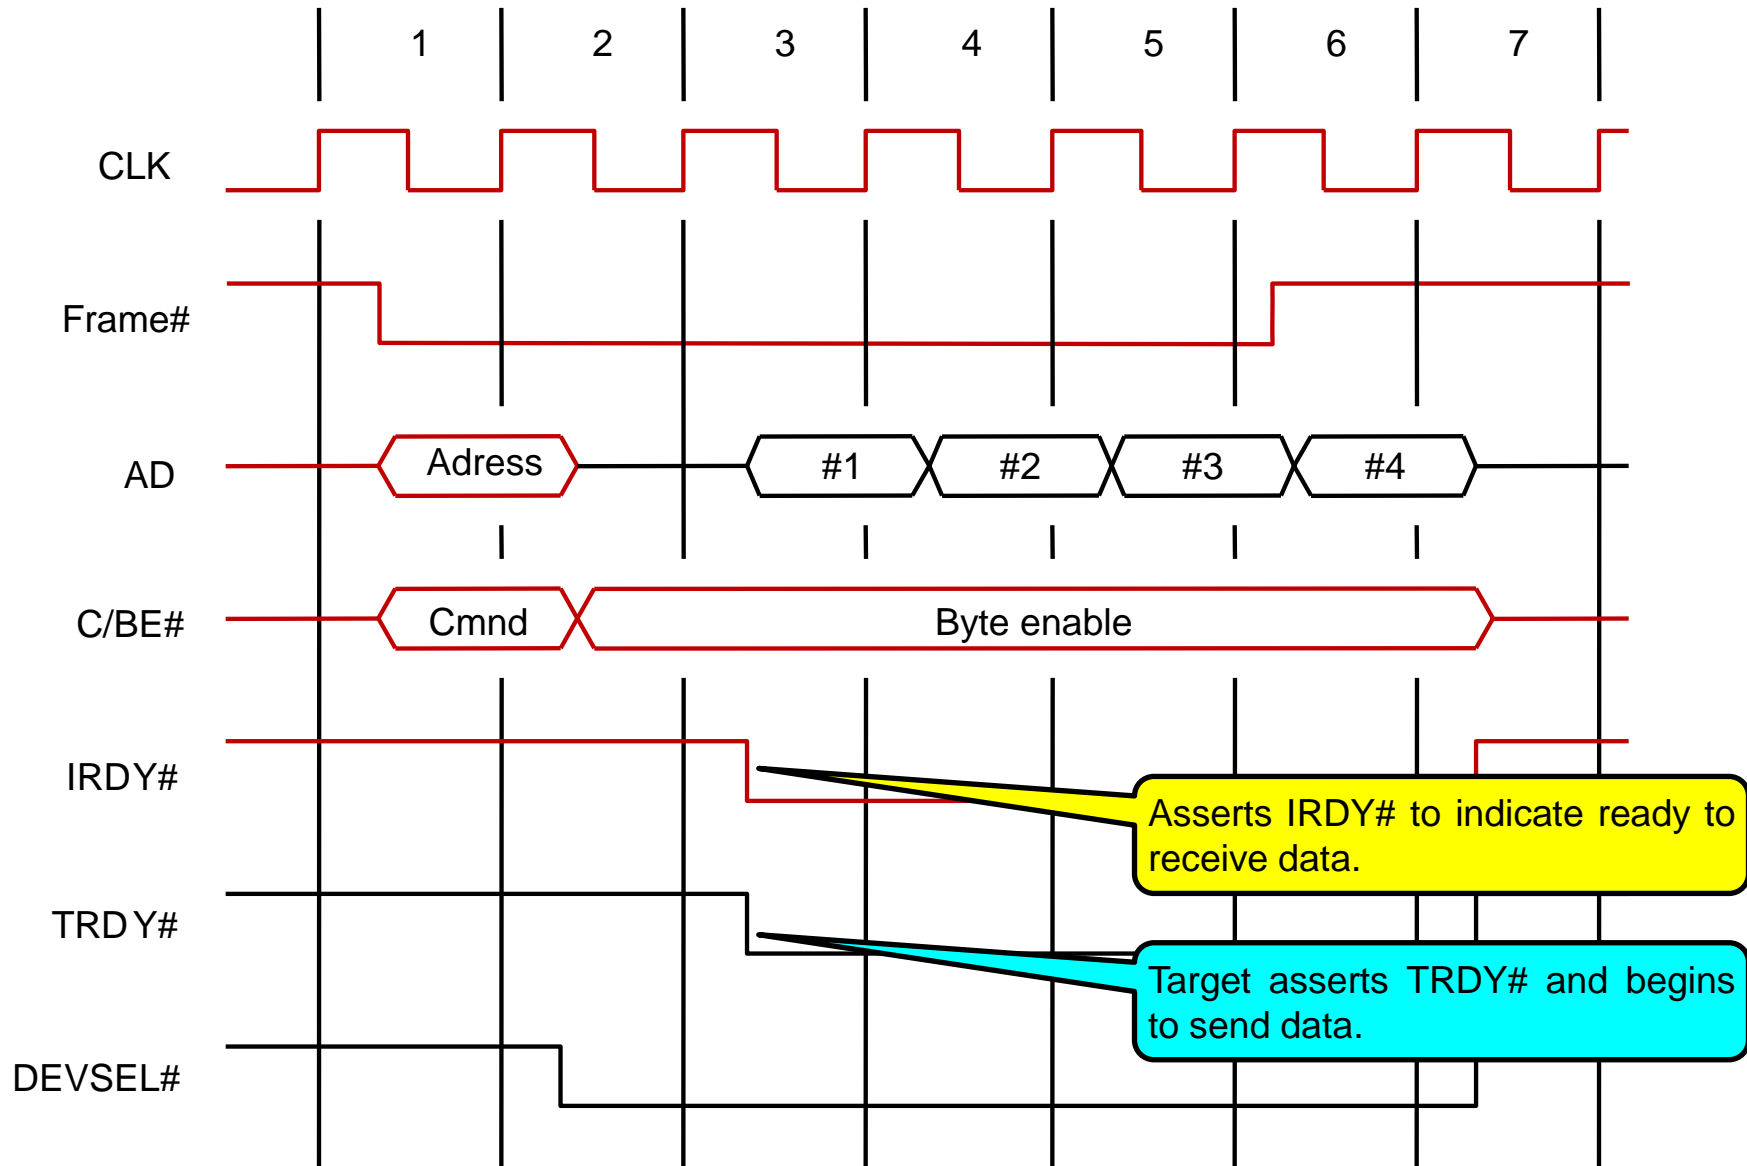 1 2 3 4 5 6 7
CLK
Frame#
AD Adress #1 #2 #3 #4
C/BE# Cmnd Byte enable
IRDY#
Asserts IRDY# to indicate ready to
receive data.
TRDY#
Target asserts TRDY# and begins
to send data.
DEVSEL#